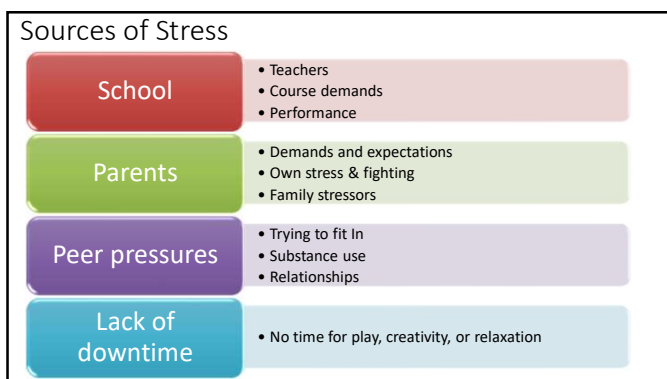 Sources of Stress
School
• Teachers
• Course demands
• Performance
Parents
• Demands and expectations
• Own stress & fighting
• Family stressors
Peer pressures
• Trying to fit In
• Substance use
• Relationships
Lack of
downtime
• No time for play, creativity, or relaxation